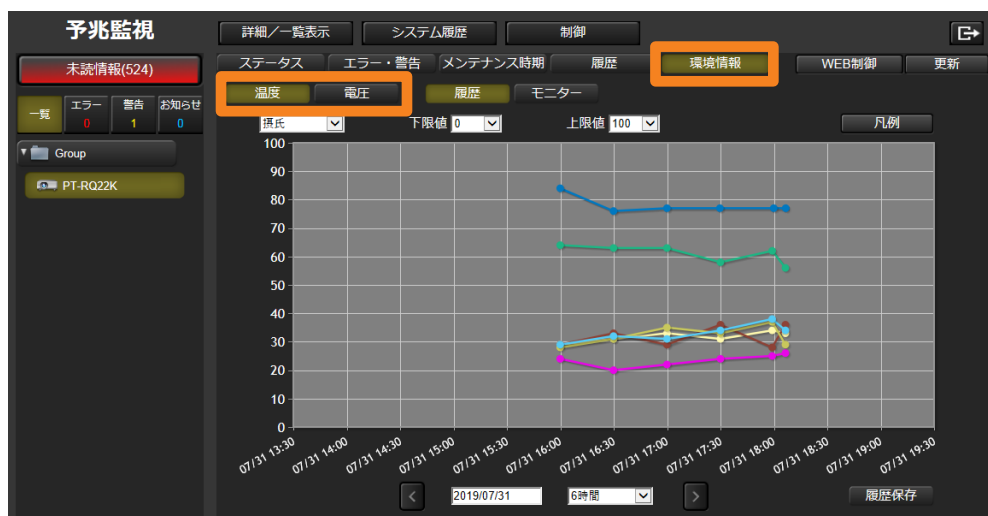 予兆監視
詳細／一覧表示 システム履歴 制御
未読情報(524)
ステータス エラー・警告 メンテナンス時期 履歴 環境情報 WEB制御 更新
一覧 エラー 0 警告 1 お知らせ 0
温度 電圧 履歴 モニター
摂氏 下限値 0 上限値 100 凡例
Group
PT-RQ22K
100
90
80
70
60
50
40
30
20
10
0
07/31 13:30 07/31 14:00 07/31 14:30 07/31 15:00 07/31 15:30 07/31 16:00 07/31 16:30 07/31 17:00 07/31 17:30 07/31 18:00 07/31 18:30 07/31 19:00 07/31 19:30
< 2019/07/31 6時間 > 履歴保存